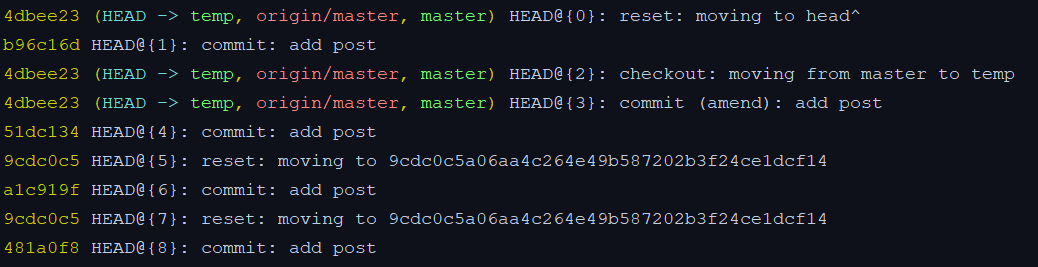 4dbee23 (HEAD -> temp, origin/master, master) HEAD@{0}: reset: moving to head^
b96c16d HEAD@{1}: commit: add post
4dbee23 (HEAD -> temp, origin/master, master) HEAD@{2}: checkout: moving from master to temp
4dbee23 (HEAD -> temp, origin/master, master) HEAD@{3}: commit (amend): add post
51dc134 HEAD@{4}: commit: add post
9cdc0c5 HEAD@{5}: reset: moving to 9cdc0c5a06aa4c264e49b587202b3f24ce1dcf14
a1c919f HEAD@{6}: commit: add post
9cdc0c5 HEAD@{7}: reset: moving to 9cdc0c5a06aa4c264e49b587202b3f24ce1dcf14
481a0f8 HEAD@{8}: commit: add post